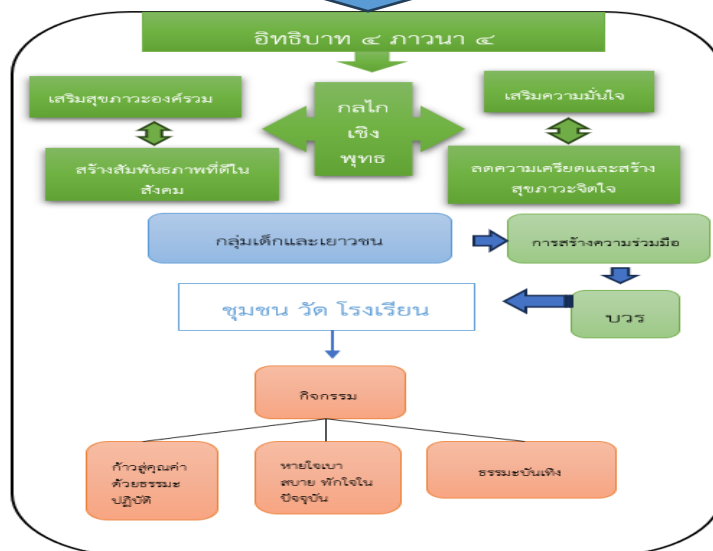 อิทธิบาท ๔ ภาวนา ๔
เสริมสุขภาวะองค์รวม
กลไก
เชิง
พุทธ
เสริมความมั่นใจ
สร้างสัมพันธภาพที่ดีใน
สังคม
ลดความเครียดและสร้าง
สุขภาวะจิตใจ
กลุ่มเด็กและเยาวชน
การสร้างความร่วมมือ
ชุมชน วัด โรงเรียน
บวร
กิจกรรม
ก้าวสู่คุณค่า
ด้วยธรรมะ
ปฏิบัติ
หายใจเบา
สบาย พักใจใน
ปัจจุบัน
ธรรมะบันเทิง